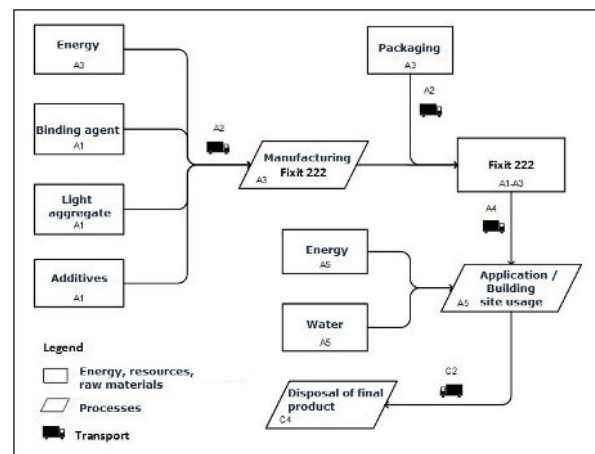 Energy
A3
Packaging
A3
A2
Binding agent
A1
A2
Manufacturing
Fixit 222
A3
Fixit 222
A1-A3
Light
aggregate
A1
A4
Energy
A5
Additives
A1
Application /
Building
site usage
A5
Water
A5
Legend
Energy, resources,
raw materials
Processes
Transport
C2
Disposal of final
product
C4